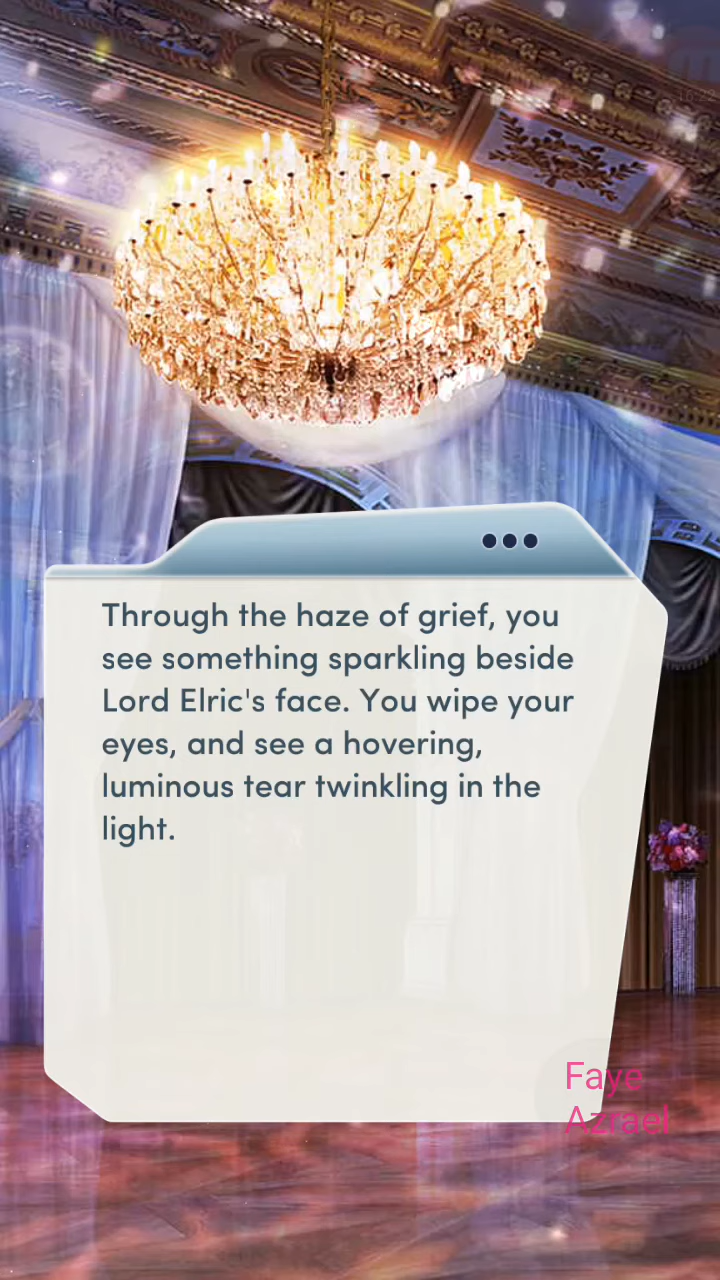 Through the haze of grief, you
see something sparkling beside
Lord Elric's face. You wipe your
eyes, and see a hovering,
luminous tear twinkling in the
light.
Faye
Azrael